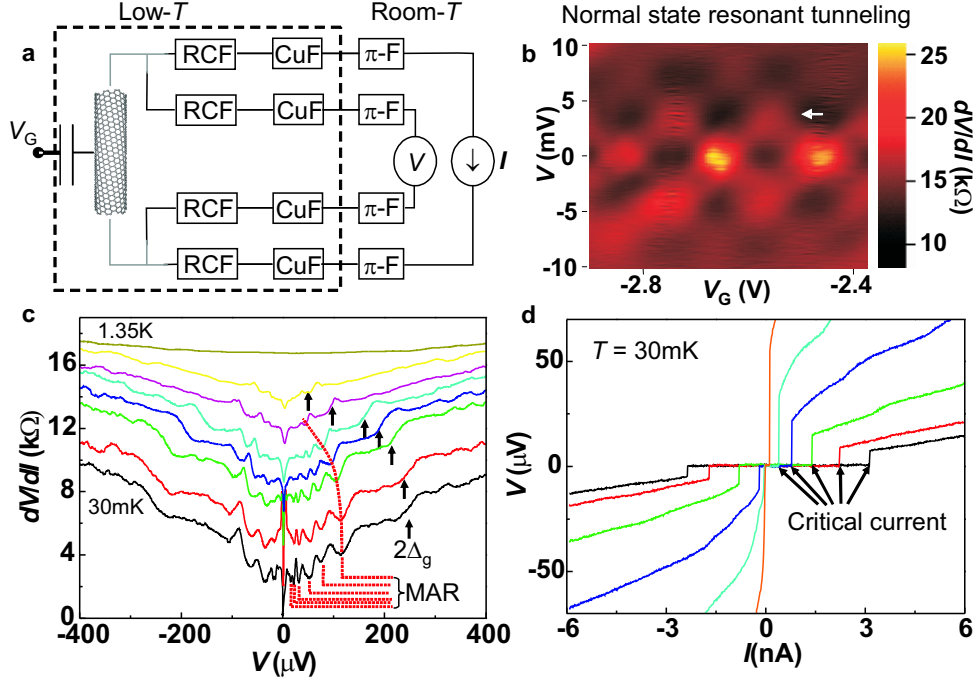 Low-T Room-T
a
RCF CuF π-F
RCF CuF π-F
V_G
V
I
RCF CuF π-F
RCF CuF π-F
Normal state resonant tunneling
b
10
5
0
-5
-10
V (mV)
-2.8 -2.4
V_G (V)
25
20
15
10
dV/dI (kΩ)
c
1.35K
16
12
8
4
0
dV/dI (kΩ)
30mK
2Δ_g
MAR
-400 -200 0 200 400
V (μV)
d
T = 30mK
50
0
-50
V (μV)
Critical current
-6 -3 0 3 6
I(nA)